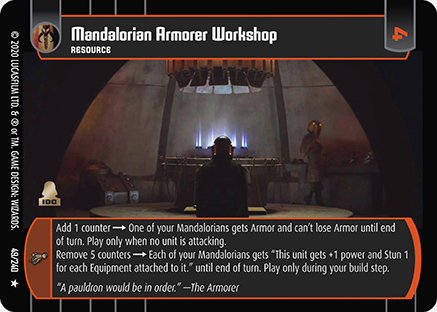 Mandalorian Armorer Workshop
RESOURCE
4
© 2020 LUCASFILM LTD. & ® or TM. GAME DESIGN: WIZARDS.
IDC
Add 1 counter → One of your Mandalorians gets Armor and can't lose Armor until end
of turn. Play only when no unit is attacking.
Remove 5 counters → Each of your Mandalorians gets "This unit gets +1 power and Stun 1
for each Equipment attached to it." until end of turn. Play only during your build step.
"A pauldron would be in order." —The Armorer
46/240 ★